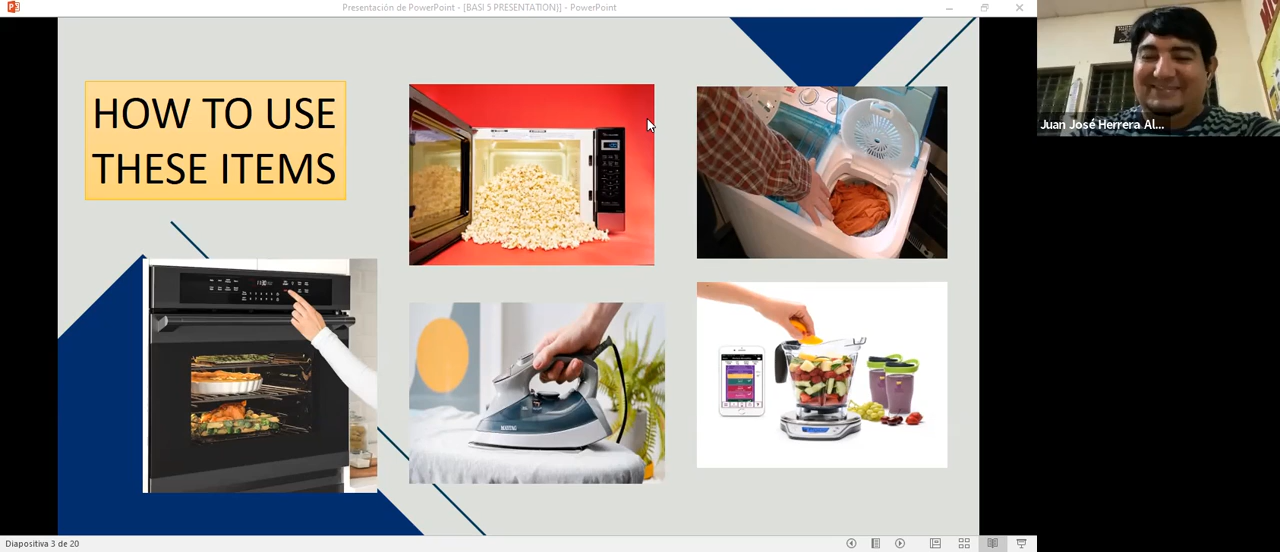 Presentación de PowerPoint - [BASI 5 PRESENTATION)] - PowerPoint
HOW TO USE
THESE ITEMS
MAYTAG
Juan José Herrera Al...
Diapositiva 3 de 20